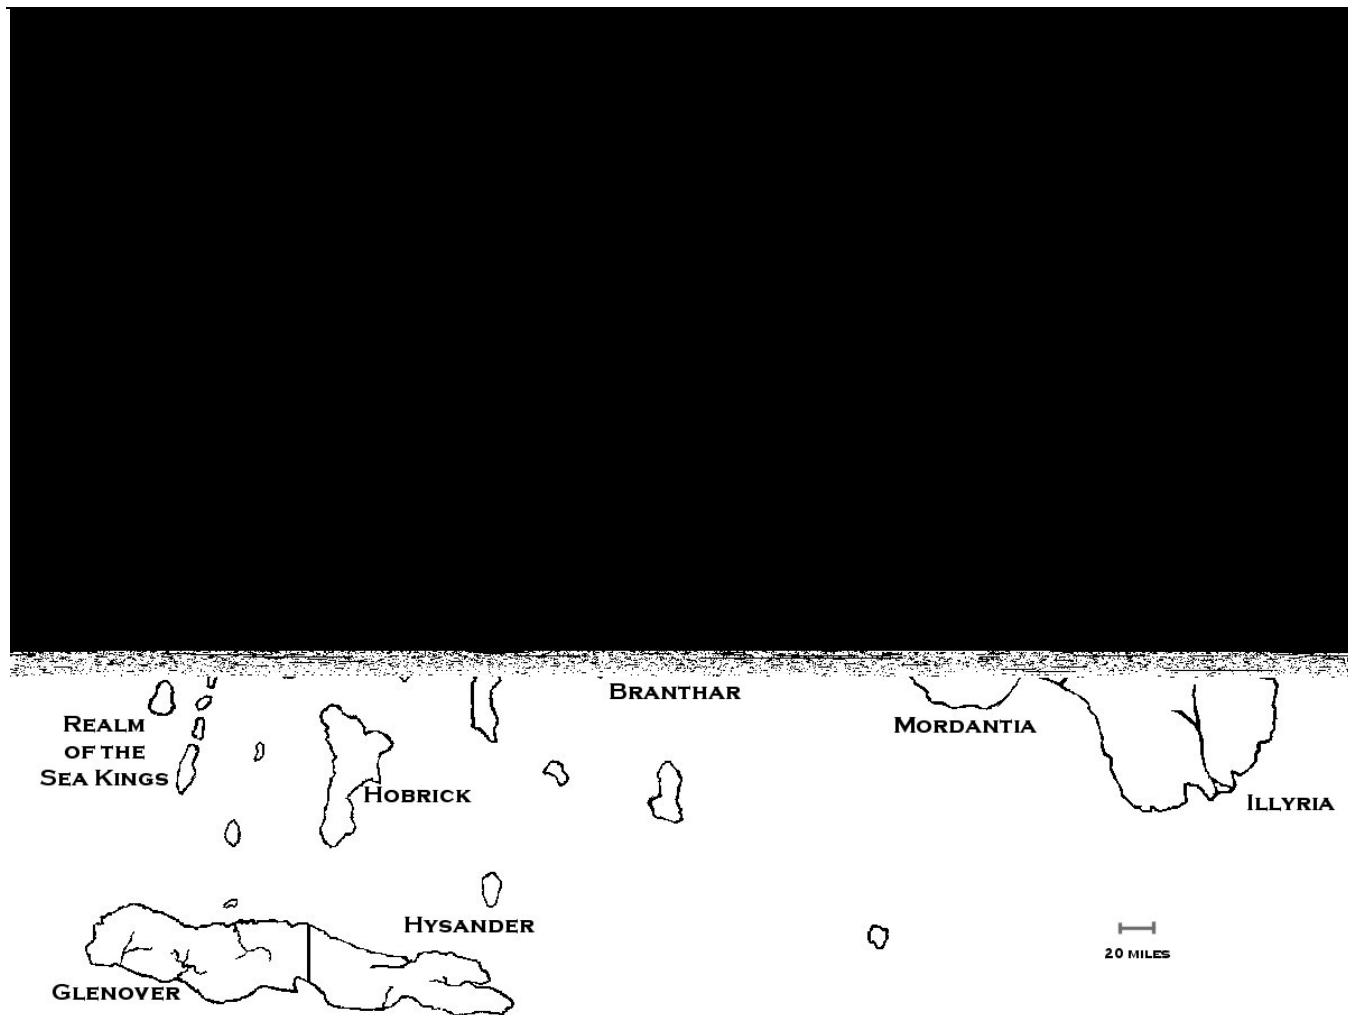 BRANTHAR
REALM
OF THE
SEA KINGS
MORDANTIA
HOBRICK
ILLYRIA
HYSANDER
20 MILES
GLENOVER